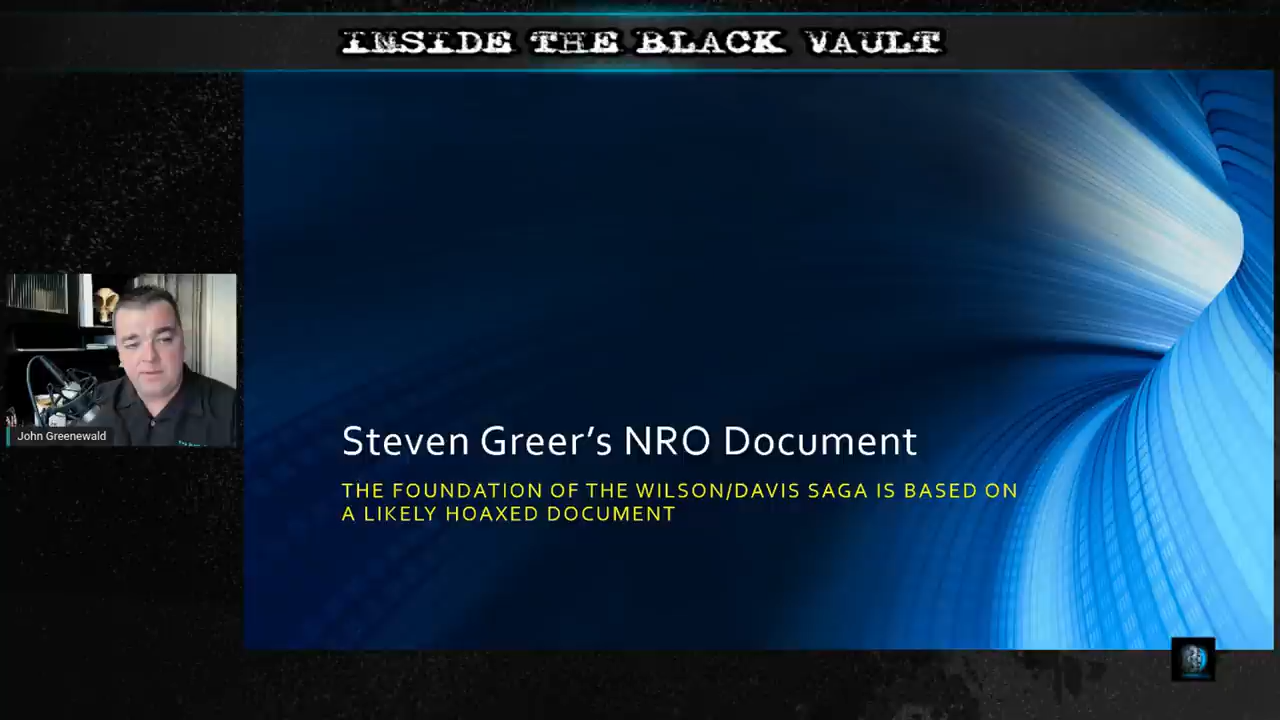 INSIDE THE BLACK VAULT
John Greenewald
Steven Greer's NRO Document
THE FOUNDATION OF THE WILSON/DAVIS SAGA IS BASED ON
A LIKELY HOAXED DOCUMENT